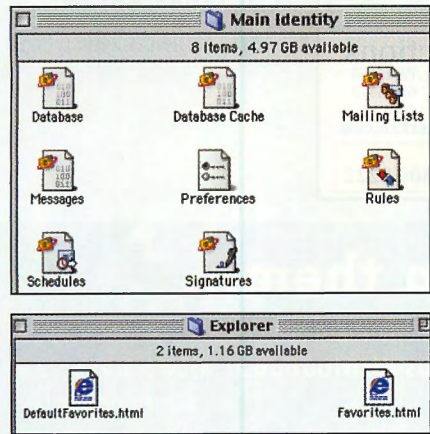 Main Identity
8 items, 4.97 GB available
Database
Database Cache
Mailing Lists
Messages
Preferences
Rules
Schedules
Signatures
Explorer
2 items, 1.16 GB available
DefaultFavorites.html
Favorites.html